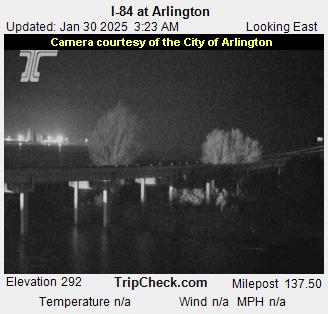 I-84 at Arlington
Updated: Jan 30 2025 3:23 AM Looking East
Camera courtesy of the City of Arlington
Elevation 292 TripCheck.com Milepost 137.50
Temperature n/a Wind n/a MPH n/a